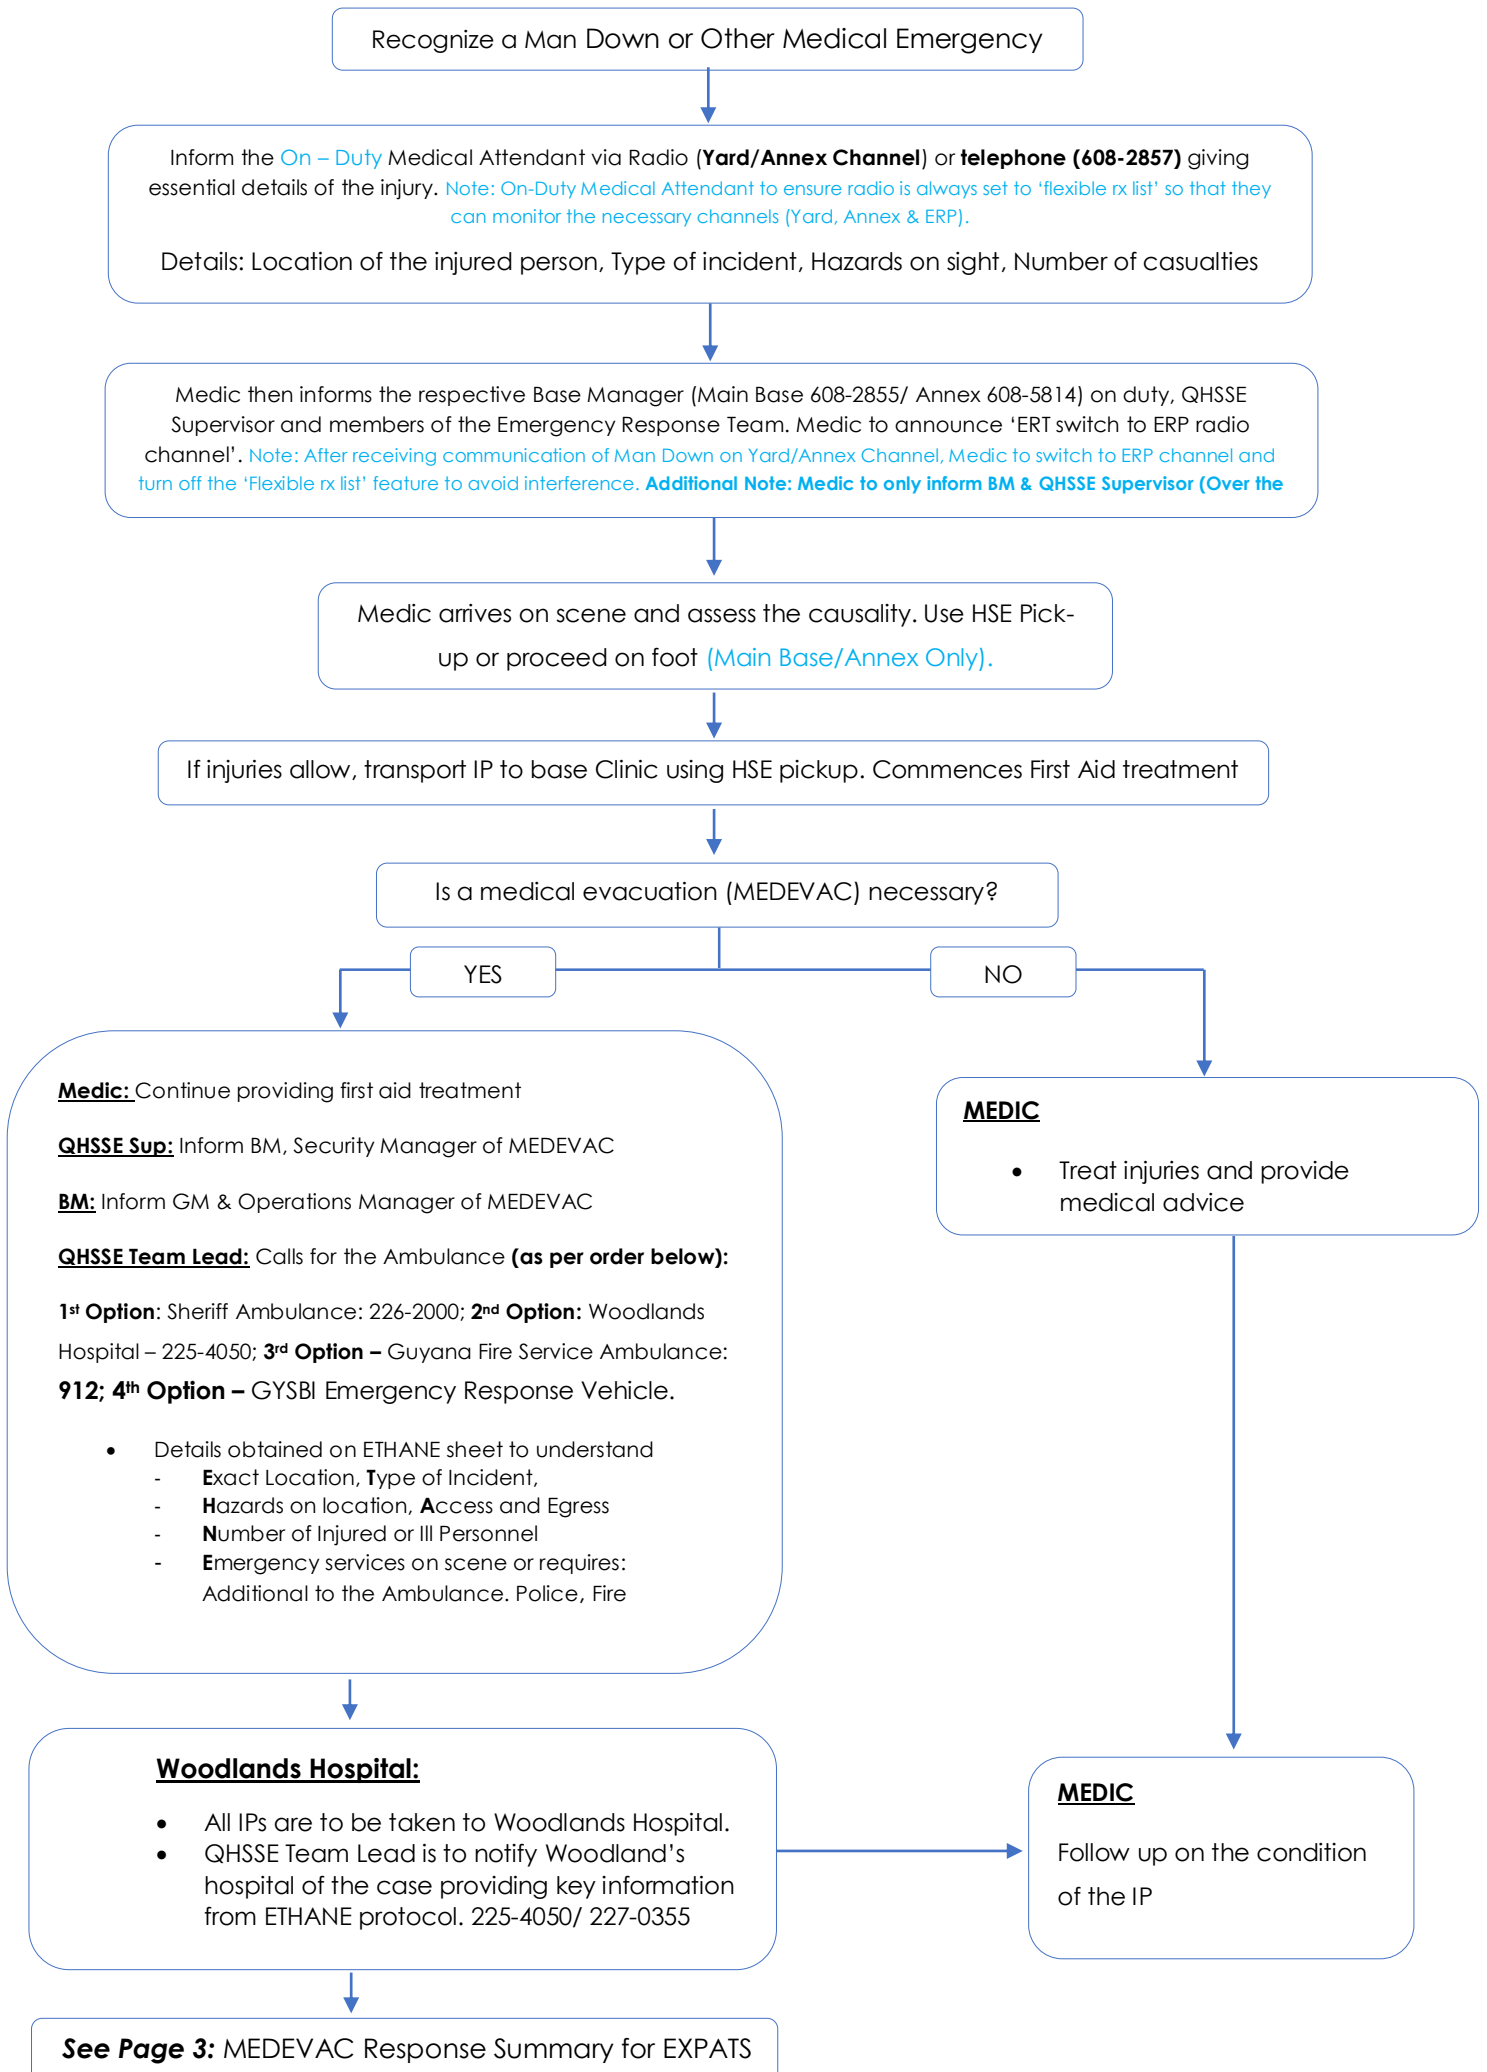 Recognize a Man Down or Other Medical Emergency
Inform the On – Duty Medical Attendant via Radio (Yard/Annex Channel) or telephone (608-2857) giving
essential details of the injury. Note: On-Duty Medical Attendant to ensure radio is always set to ‘flexible rx list’ so that they
can monitor the necessary channels (Yard, Annex & ERP).
Details: Location of the injured person, Type of incident, Hazards on sight, Number of casualties
Medic then informs the respective Base Manager (Main Base 608-2855/ Annex 608-5814) on duty, QHSSE
Supervisor and members of the Emergency Response Team. Medic to announce ‘ERT switch to ERP radio
channel’. Note: After receiving communication of Man Down on Yard/Annex Channel, Medic to switch to ERP channel and
turn off the ‘Flexible rx list’ feature to avoid interference. Additional Note: Medic to only inform BM & QHSSE Supervisor (Over the
Medic arrives on scene and assess the causality. Use HSE Pick-
up or proceed on foot (Main Base/Annex Only).
If injuries allow, transport IP to base Clinic using HSE pickup. Commences First Aid treatment
Is a medical evacuation (MEDEVAC) necessary?
YES
NO
Medic: Continue providing first aid treatment
QHSSE Sup: Inform BM, Security Manager of MEDEVAC
BM: Inform GM & Operations Manager of MEDEVAC
QHSSE Team Lead: Calls for the Ambulance (as per order below):
1st Option: Sheriff Ambulance: 226-2000; 2nd Option: Woodlands
Hospital – 225-4050; 3rd Option – Guyana Fire Service Ambulance:
912; 4th Option – GYSBI Emergency Response Vehicle.
• Details obtained on ETHANE sheet to understand
- Exact Location, Type of Incident,
- Hazards on location, Access and Egress
- Number of Injured or Ill Personnel
- Emergency services on scene or requires:
Additional to the Ambulance. Police, Fire
MEDIC
• Treat injuries and provide
medical advice
Woodlands Hospital:
• All IPs are to be taken to Woodlands Hospital.
• QHSSE Team Lead is to notify Woodland’s
hospital of the case providing key information
from ETHANE protocol. 225-4050/ 227-0355
MEDIC
Follow up on the condition
of the IP
See Page 3: MEDEVAC Response Summary for EXPATS